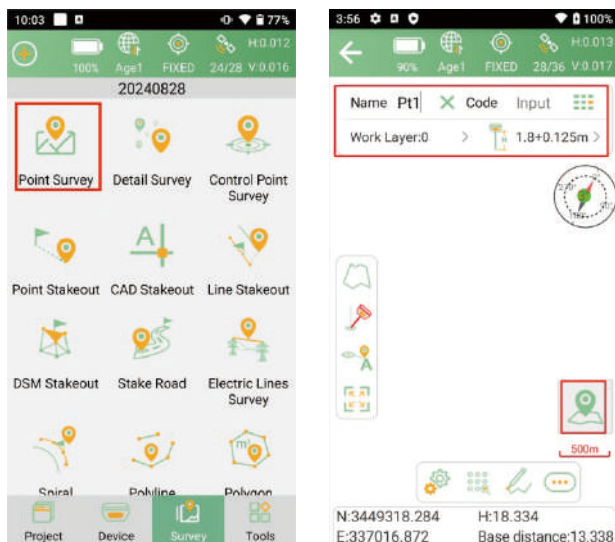 10:03
77%
H:0.012
100% Age1 FIXED 24/28 V:0.016
20240828
Point Survey Detail Survey Control Point
Survey
Point Stakeout CAD Stakeout Line Stakeout
DSM Stakeout Stake Road Electric Lines
Survey
Spiral Polyline Polygon
Project Device Survey Tools
3:56
100%
H:0.013
90% Age1 FIXED 28/36 V:0.017
Name Pt1 Code Input
Work Layer:0 > 1.8+0.125m >
500m
N:3449318.284 H:18.334
E:337016.872 Base distance:13.338